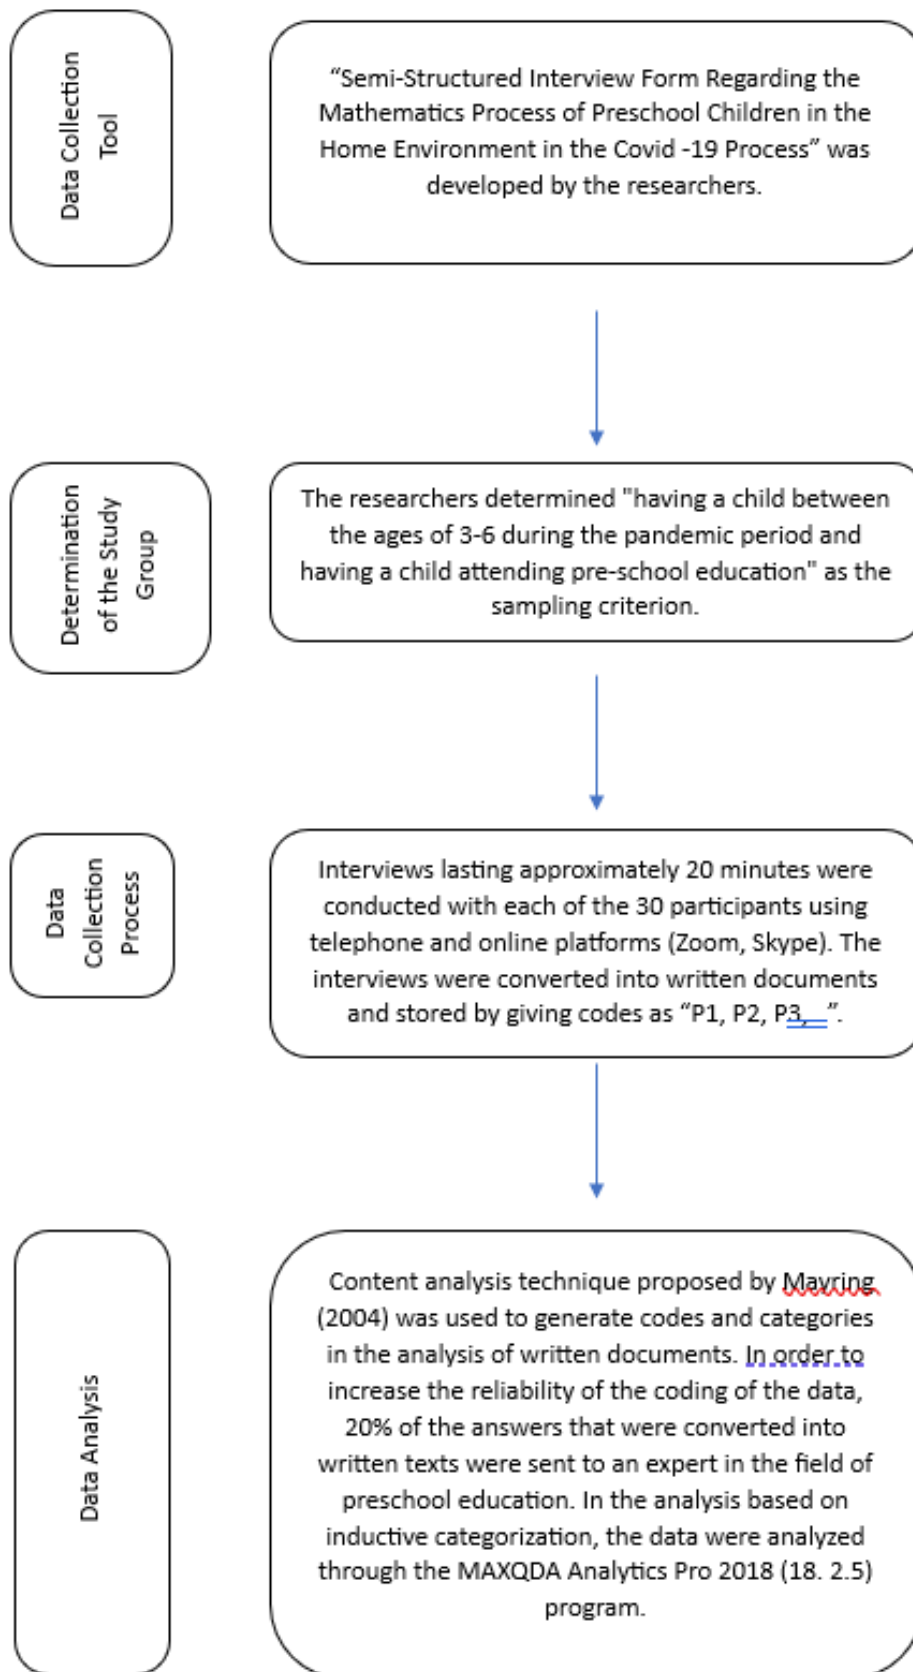 Data Collection
Tool
“Semi-Structured Interview Form Regarding the
Mathematics Process of Preschool Children in the
Home Environment in the Covid -19 Process” was
developed by the researchers.
Determination
of the Study
Group
The researchers determined "having a child between
the ages of 3-6 during the pandemic period and
having a child attending pre-school education" as the
sampling criterion.
Data
Collection
Process
Interviews lasting approximately 20 minutes were
conducted with each of the 30 participants using
telephone and online platforms (Zoom, Skype). The
interviews were converted into written documents
and stored by giving codes as “P1, P2, P3, ”.
Data Analysis
Content analysis technique proposed by Mayring
(2004) was used to generate codes and categories
in the analysis of written documents. In order to
increase the reliability of the coding of the data,
20% of the answers that were converted into
written texts were sent to an expert in the field of
preschool education. In the analysis based on
inductive categorization, the data were analyzed
through the MAXQDA Analytics Pro 2018 (18. 2.5)
program.